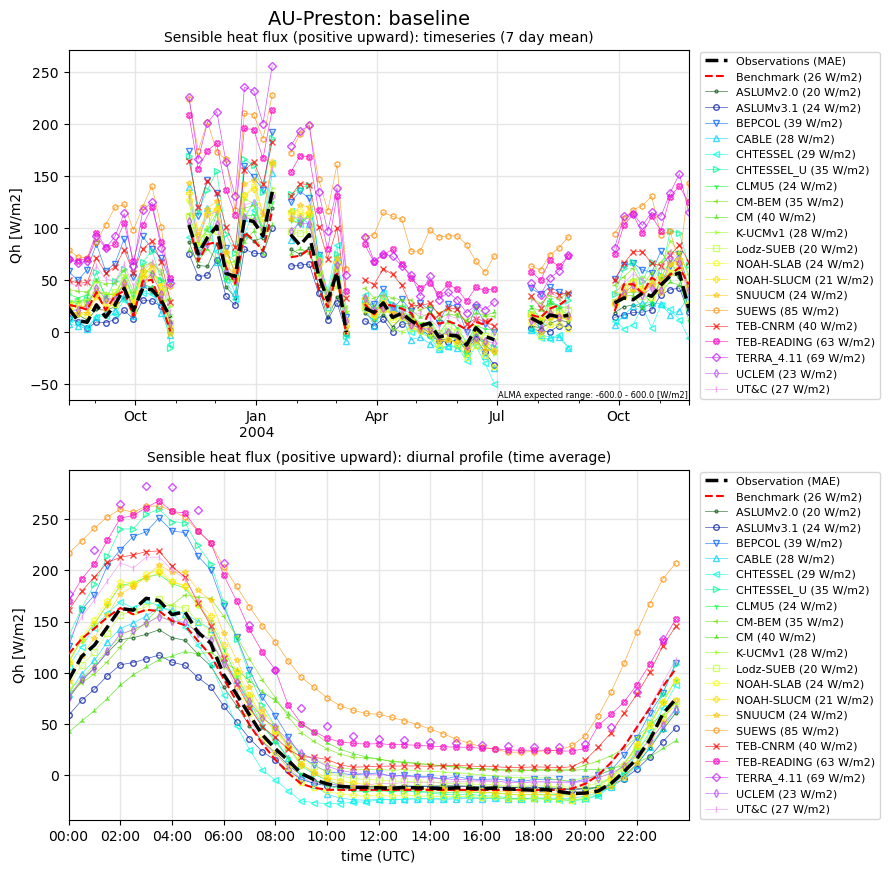 AU-Preston: baseline
Sensible heat flux (positive upward): timeseries (7 day mean)
Qh [W/m2]
250
200
150
100
50
0
−50
Oct
Jan
2004
Apr
Jul
Oct
ALMA expected range: -600.0 - 600.0 [W/m2]
Observations (MAE)
Benchmark (26 W/m2)
ASLUMv2.0 (20 W/m2)
ASLUMv3.1 (24 W/m2)
BEPCOL (39 W/m2)
CABLE (28 W/m2)
CHTESSEL (29 W/m2)
CHTESSEL_U (35 W/m2)
CLMU5 (24 W/m2)
CM-BEM (35 W/m2)
CM (40 W/m2)
K-UCMv1 (28 W/m2)
Lodz-SUEB (20 W/m2)
NOAH-SLAB (24 W/m2)
NOAH-SLUCM (21 W/m2)
SNUUCM (24 W/m2)
SUEWS (85 W/m2)
TEB-CNRM (40 W/m2)
TEB-READING (63 W/m2)
TERRA_4.11 (69 W/m2)
UCLEM (23 W/m2)
UT&C (27 W/m2)
Sensible heat flux (positive upward): diurnal profile (time average)
Qh [W/m2]
250
200
150
100
50
0
00:00
02:00
04:00
06:00
08:00
10:00
12:00
14:00
16:00
18:00
20:00
22:00
time (UTC)
Observation (MAE)
Benchmark (26 W/m2)
ASLUMv2.0 (20 W/m2)
ASLUMv3.1 (24 W/m2)
BEPCOL (39 W/m2)
CABLE (28 W/m2)
CHTESSEL (29 W/m2)
CHTESSEL_U (35 W/m2)
CLMU5 (24 W/m2)
CM-BEM (35 W/m2)
CM (40 W/m2)
K-UCMv1 (28 W/m2)
Lodz-SUEB (20 W/m2)
NOAH-SLAB (24 W/m2)
NOAH-SLUCM (21 W/m2)
SNUUCM (24 W/m2)
SUEWS (85 W/m2)
TEB-CNRM (40 W/m2)
TEB-READING (63 W/m2)
TERRA_4.11 (69 W/m2)
UCLEM (23 W/m2)
UT&C (27 W/m2)